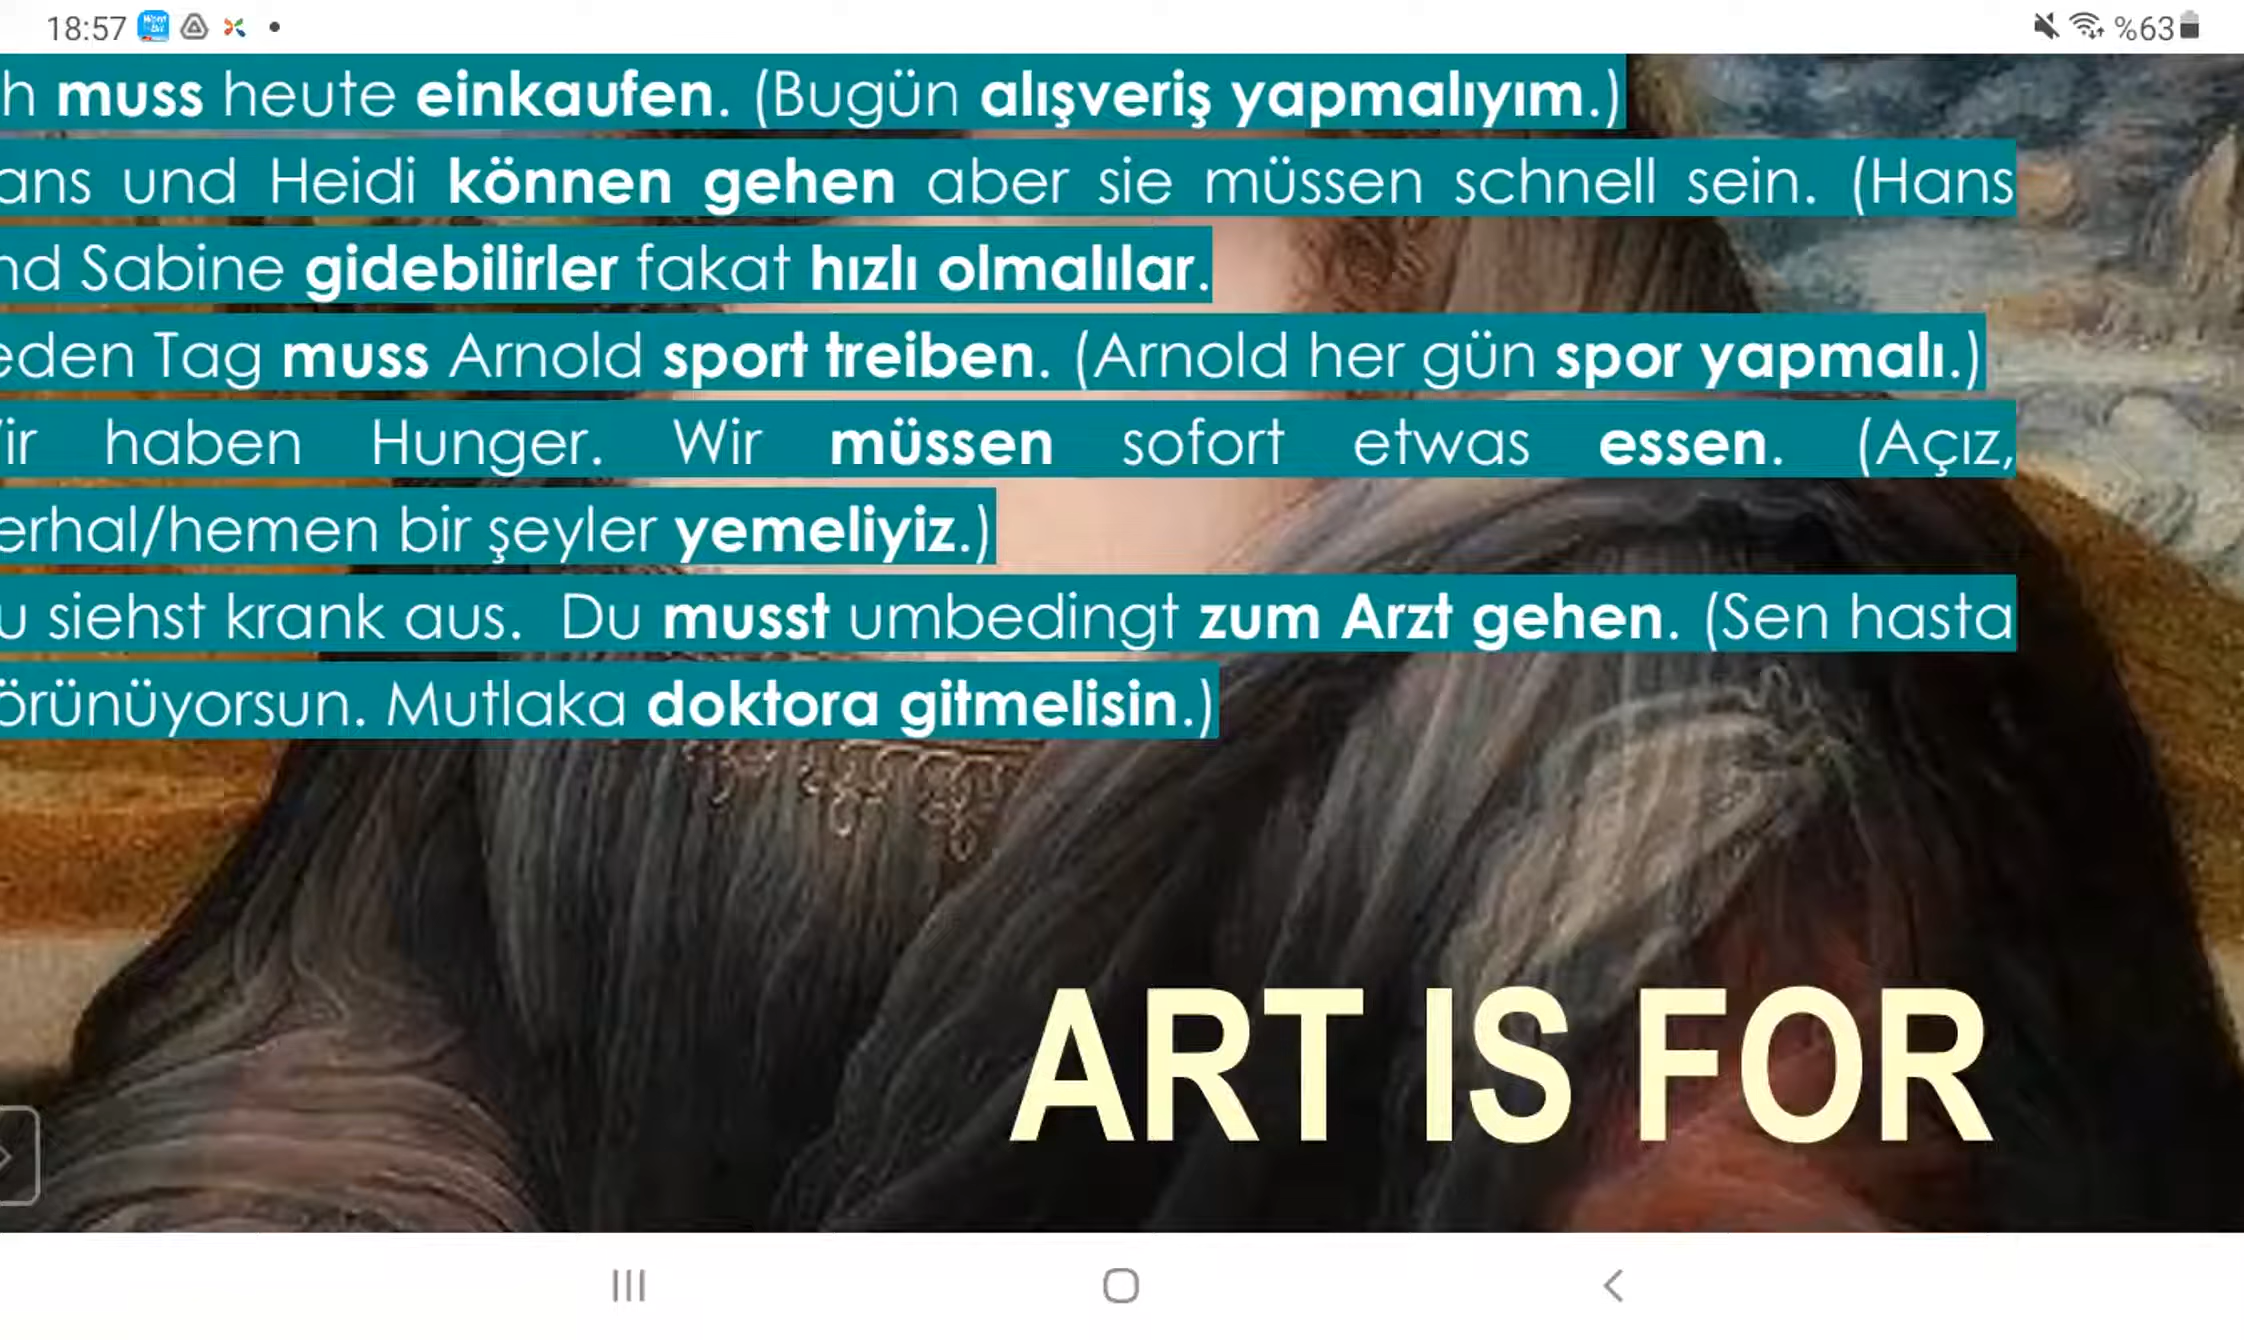 18:57 %63
h muss heute einkaufen. (Bugün alışveriş yapmalıyım.)
ans und Heidi können gehen aber sie müssen schnell sein. (Hans
nd Sabine gidebilirler fakat hızlı olmalılar.
eden Tag muss Arnold sport treiben. (Arnold her gün spor yapmalı.)
ir haben Hunger. Wir müssen sofort etwas essen. (Açız,
erhal/hemen bir şeyler yemeliyiz.)
u siehst krank aus. Du musst umbedingt zum Arzt gehen. (Sen hasta
örünüyorsun. Mutlaka doktora gitmelisin.)
ART IS FOR